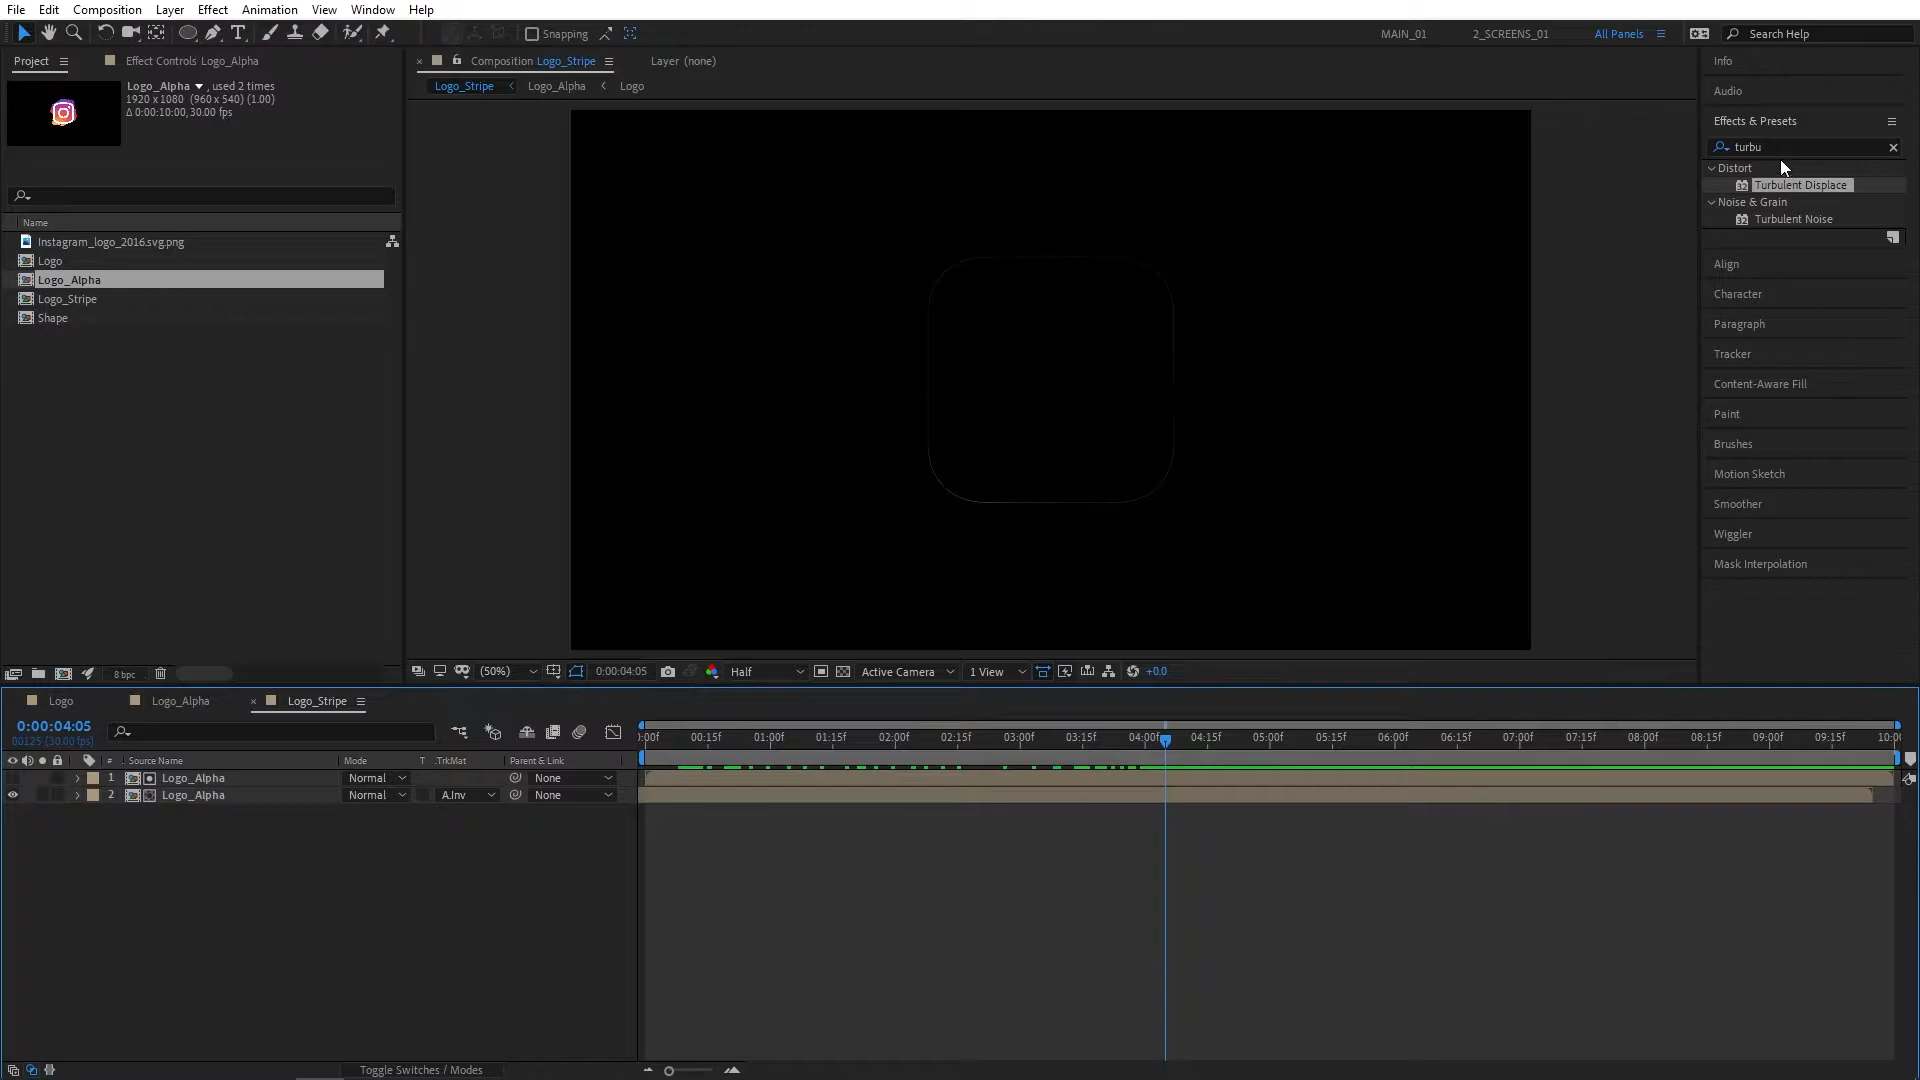 File Edit Composition Layer Effect Animation View Window Help
Snapping MAIN_01 2_SCREENS_01 All Panels Search Help
Project Effect Controls Logo_Alpha Composition Logo_Stripe Layer (none) Info
Logo_Alpha , used 2 times
1920 x 1080 (960 x 540) (1.00)
Δ 0:00:10:00, 30.00 fps
Logo_Stripe Logo_Alpha Logo
Audio
Effects & Presets
turbu
Distort
32 Turbulent Displace
Noise & Grain
32 Turbulent Noise
Name
Instagram_logo_2016.svg.png
Logo
Logo_Alpha
Logo_Stripe
Shape
Align
Character
Paragraph
Tracker
Content-Aware Fill
Paint
Brushes
Motion Sketch
Smoother
Wiggler
Mask Interpolation
8 bpc (50%) 0:00:04:05 Half Active Camera 1 View +0.0
Logo Logo_Alpha Logo_Stripe
0:00:04:05
00125 (30.00 fps)
:00f 00:15f 01:00f 01:15f 02:00f 02:15f 03:00f 03:15f 04:00f 04:15f 05:00f 05:15f 06:00f 06:15f 07:00f 07:15f 08:00f 08:15f 09:00f 09:15f 10:0
# Source Name Mode T .TrkMat Parent & Link
1 Logo_Alpha Normal None
2 Logo_Alpha Normal A.Inv None
Toggle Switches / Modes